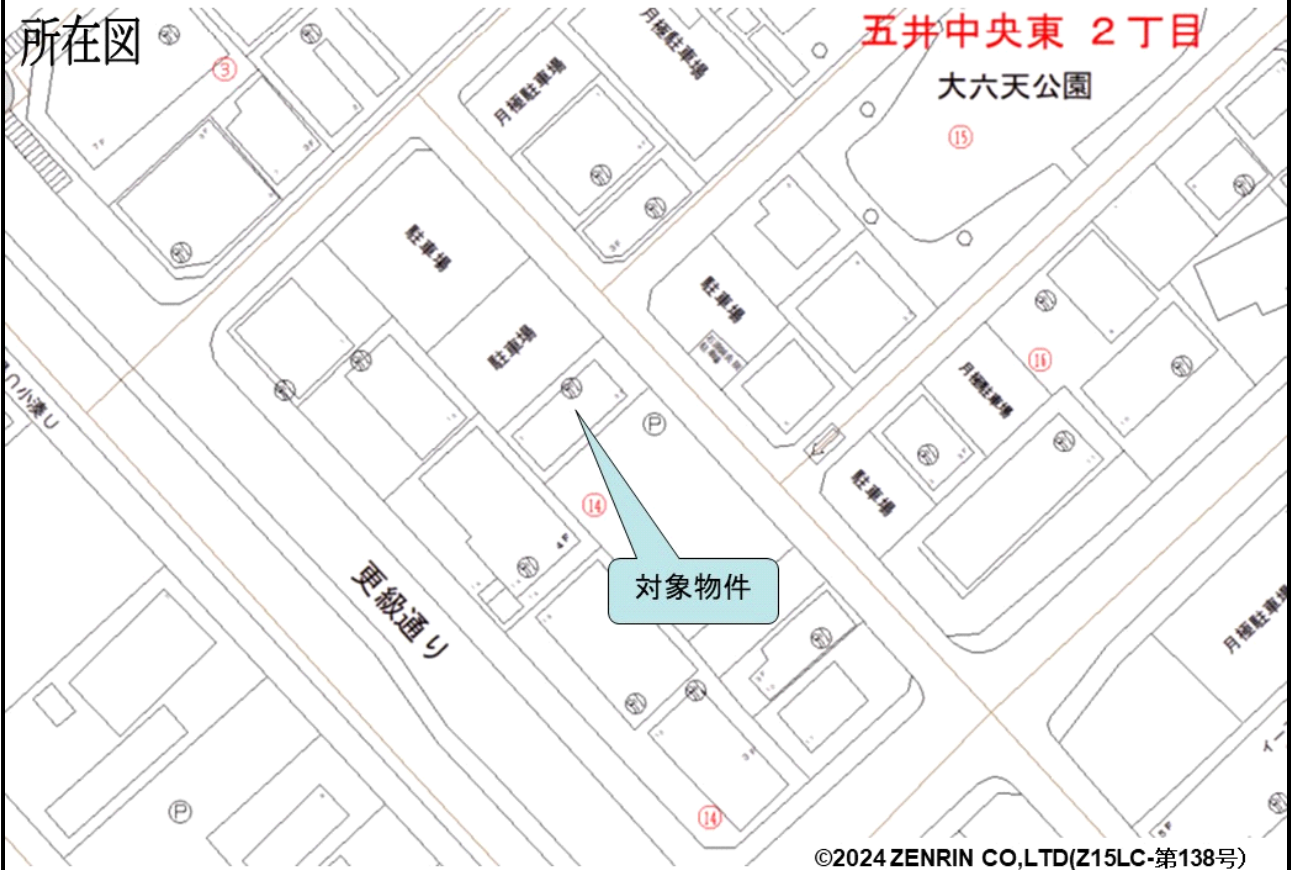 所在図
五井中央東 2丁目
大六天公園
③
⑮
月極駐車場
月極駐車場
駐車場
駐車場
駐車場
⑯
月極駐車場
駐車場
Ⓟ
⑭
4F
対象物件
更級通り
月極駐車場
3F
Ⓟ
⑭
5F
©2024 ZENRIN CO,LTD(Z15LC-第138号)